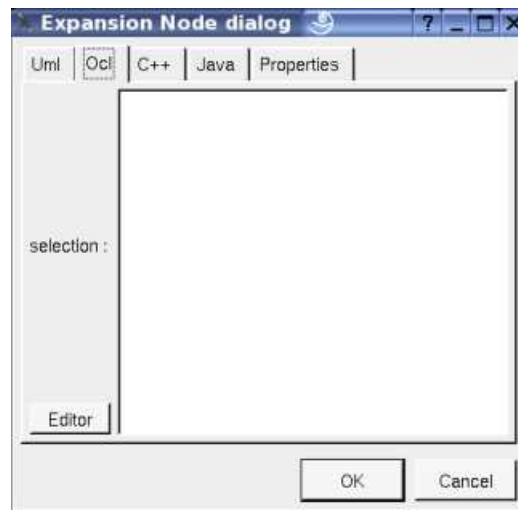 Expansion Node dialog
Uml Ocl C++ Java Properties
selection :
Editor
OK Cancel